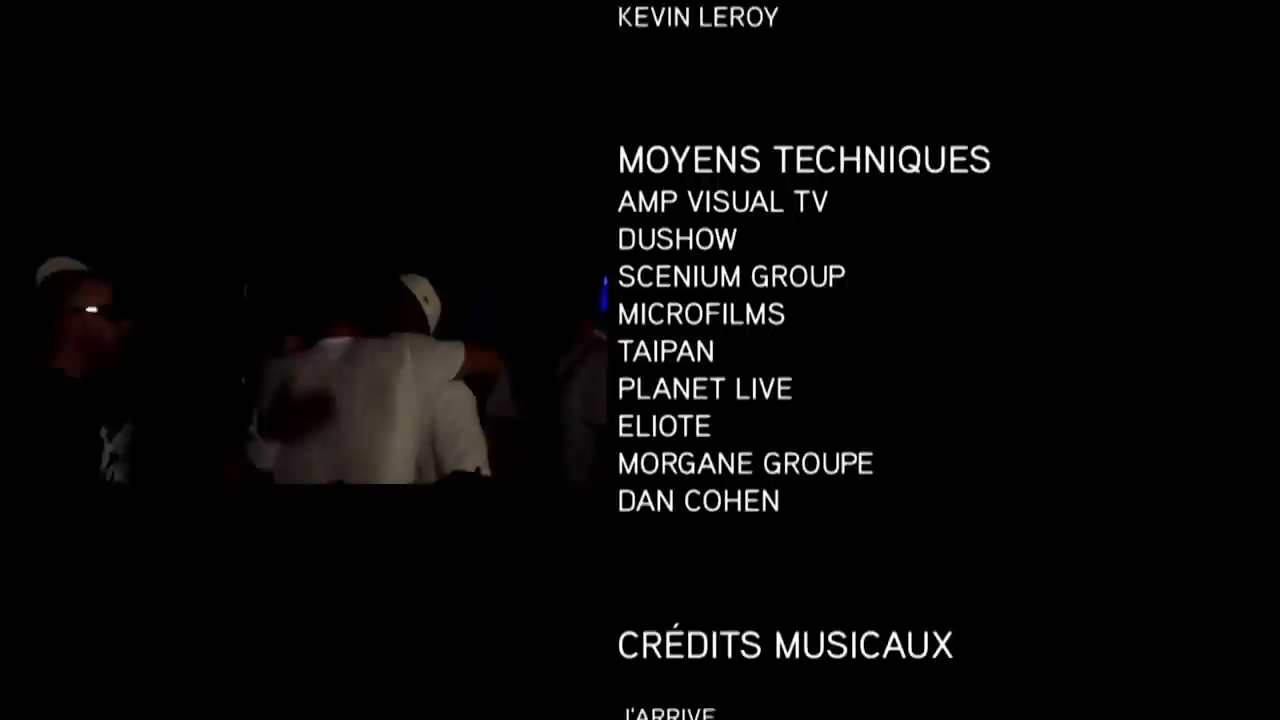 KEVIN LEROY
MOYENS TECHNIQUES
AMP VISUAL TV
DUSHOW
SCENIUM GROUP
MICROFILMS
TAIPAN
PLANET LIVE
ELIOTE
MORGANE GROUPE
DAN COHEN
CRÉDITS MUSICAUX
J'ARRIVE